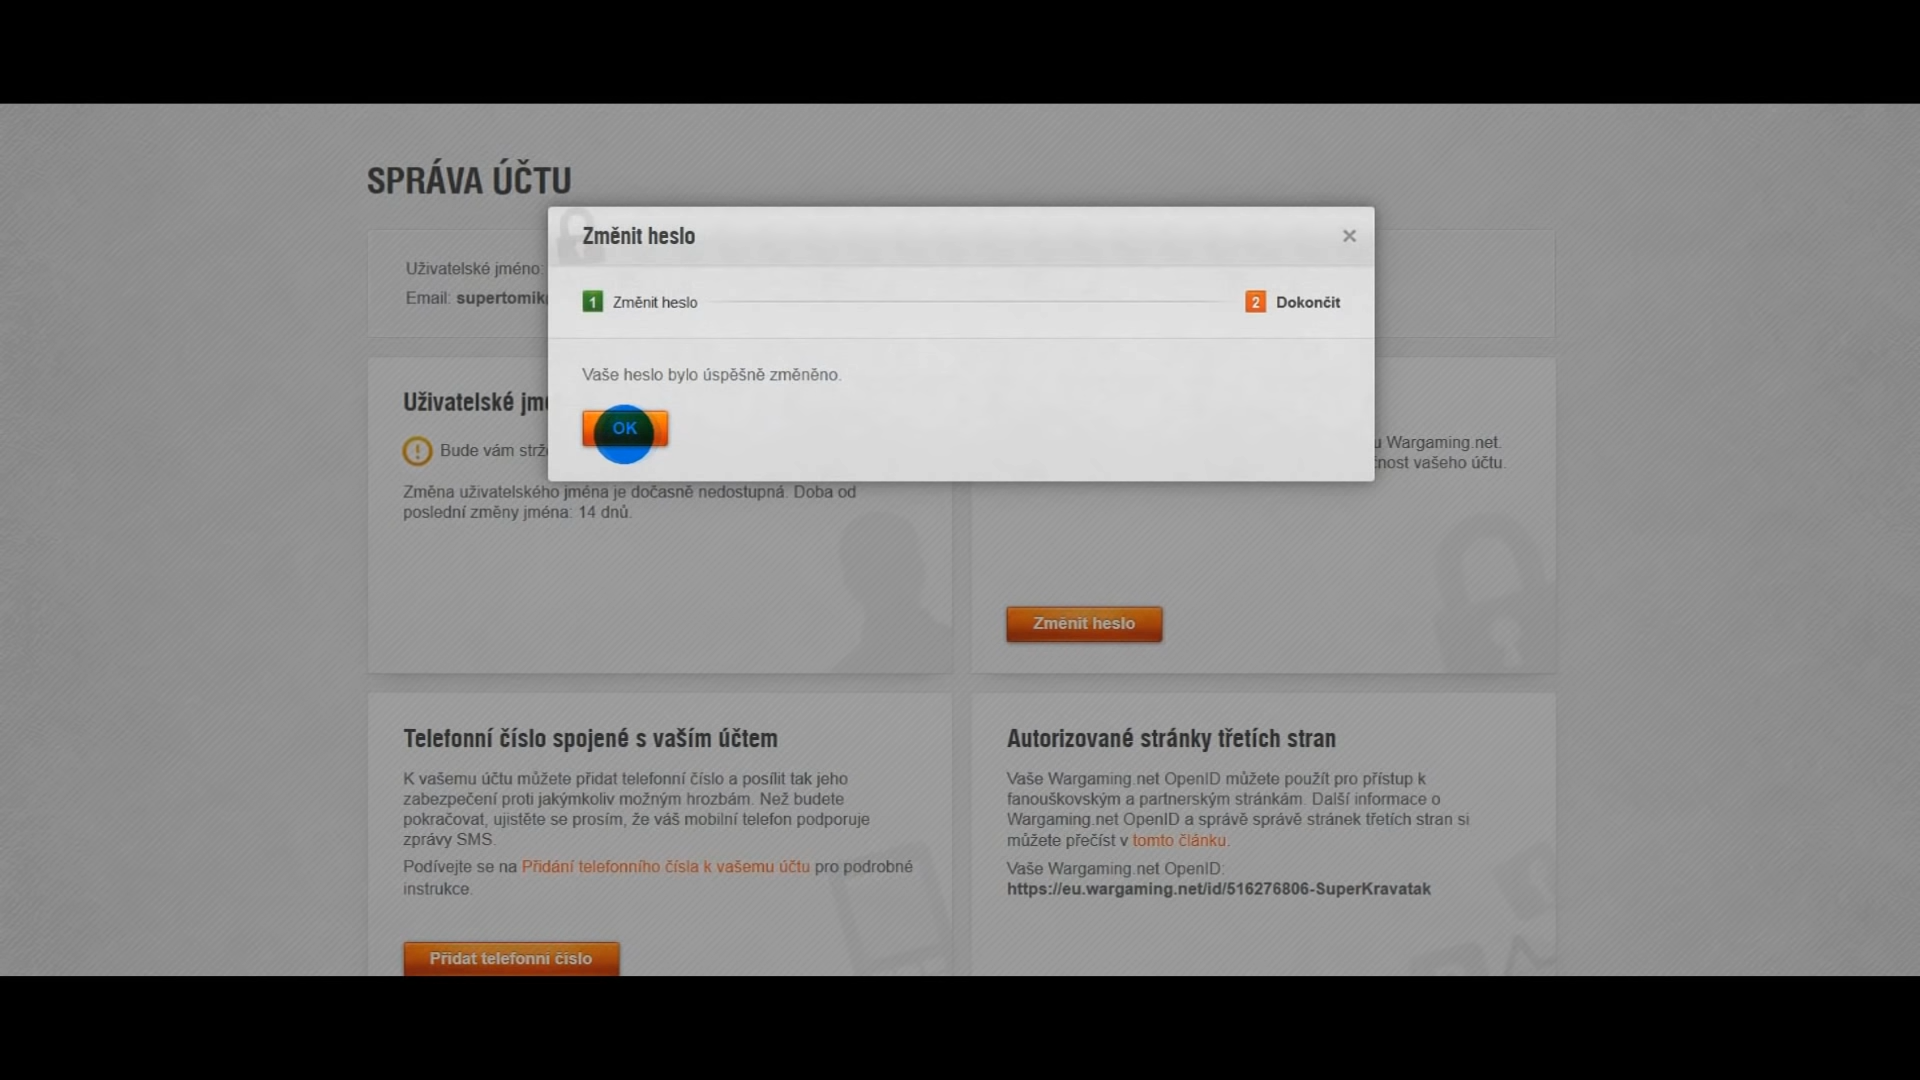 SPRÁVA ÚČTU
Změnit heslo
×
Uživatelské jméno:
Email: supertomik
1 Změnit heslo
2 Dokončit
Vaše heslo bylo úspěšně změněno.
OK
Uživatelské
Bude vám
Změna uživatelského jména je dočasně nedostupná. Doba od
poslední změny jména: 14 dnů.
Wargaming.net.
vašeho účtu.
Změnit heslo
Telefonní číslo spojené s vaším účtem
K vašemu účtu můžete přidat telefonní číslo a posílit tak jeho
zabezpečení proti jakýmkoliv možným hrozbám. Než budete
pokračovat, ujistěte se prosím, že váš mobilní telefon podporuje
zprávy SMS.
Podívejte se na Přidání telefonního čísla k vašemu účtu pro podrobné
instrukce.
Přidat telefonní číslo
Autorizované stránky třetích stran
Vaše Wargaming.net OpenID můžete použít pro přístup k
fanouškovským a partnerským stránkám. Další informace o
Wargaming.net OpenID a správě správě stránek třetích stran si
můžete přečíst v tomto článku.
Vaše Wargaming.net OpenID:
https://eu.wargaming.net/id/516276806-SuperKravatak